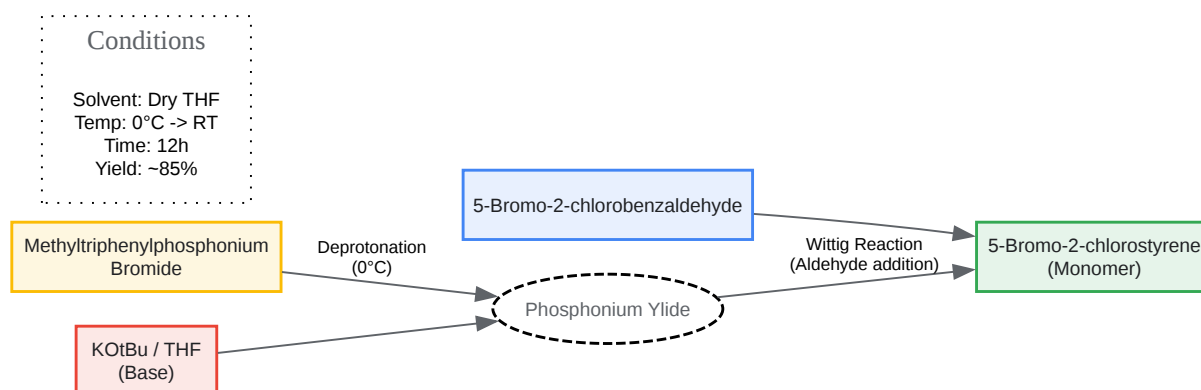 Conditions
Solvent: Dry THF
Temp: 0°C -> RT
Time: 12h
Yield: ~85%
5-Bromo-2-chlorobenzaldehyde
Methyltriphenylphosphonium
Bromide
Deprotonation
(0°C)
Wittig Reaction
(Aldehyde addition)
5-Bromo-2-chlorostyrene
(Monomer)
Phosphonium Ylide
KOtBu / THF
(Base)